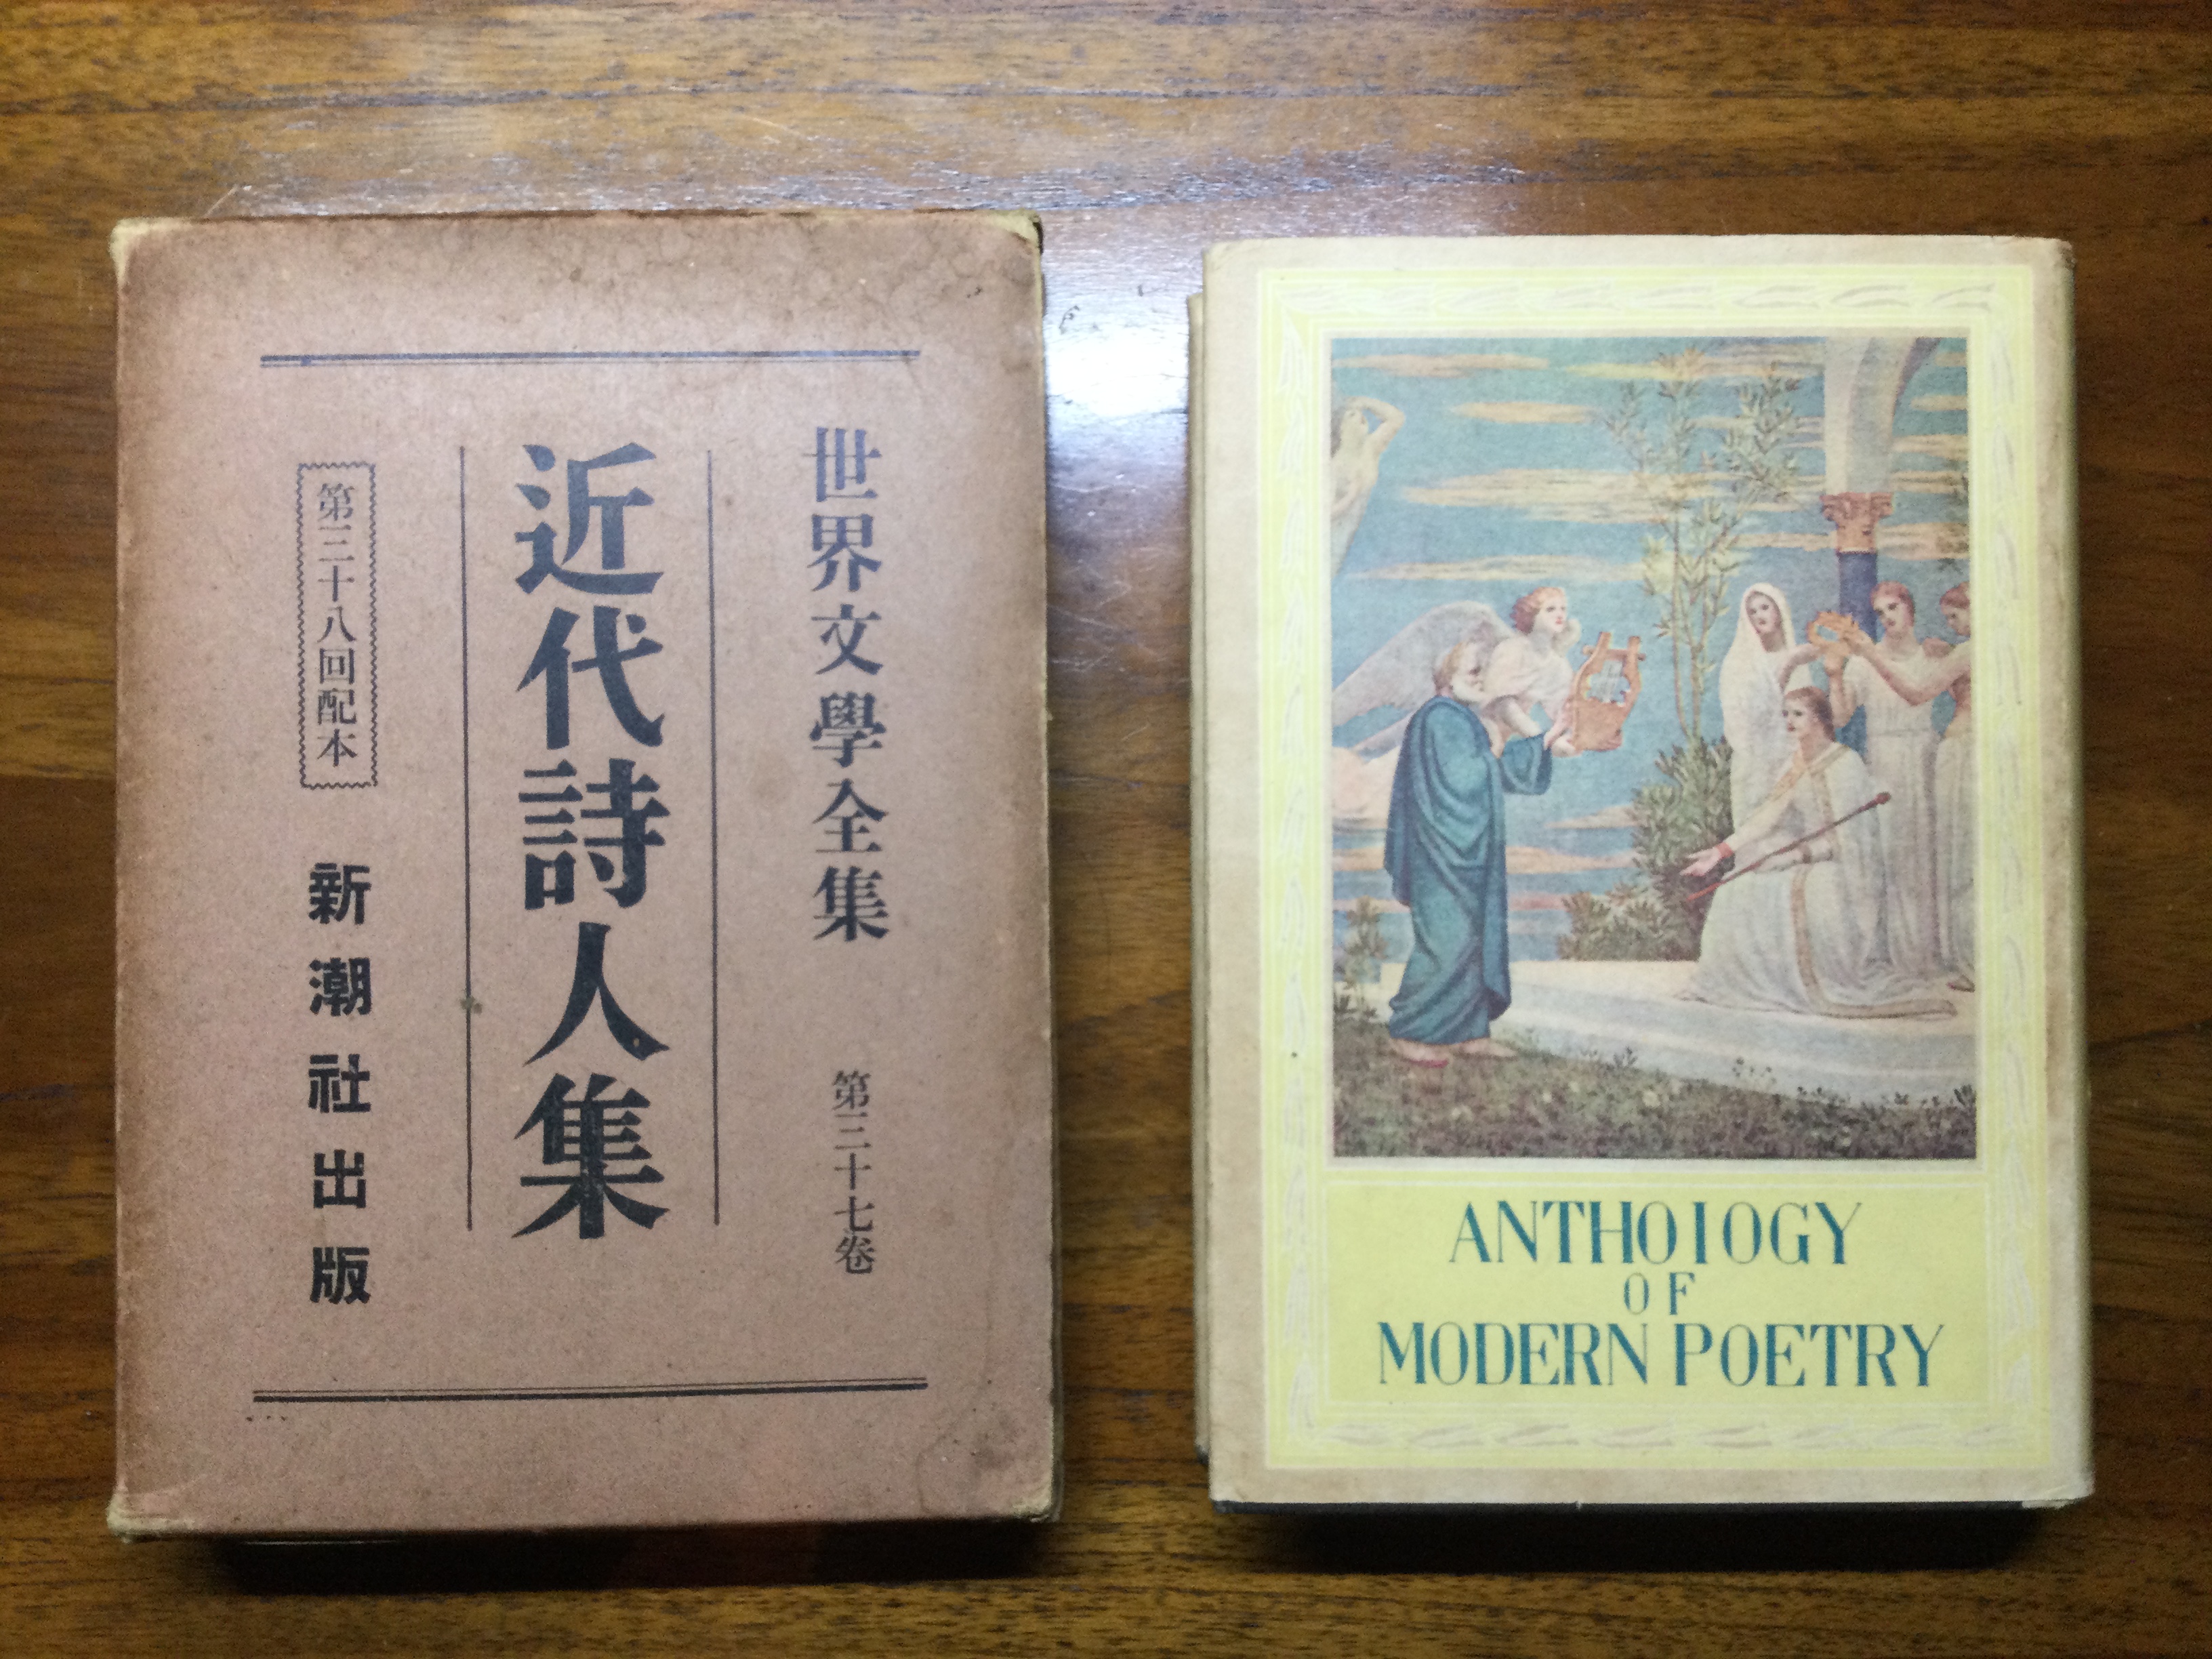 世界文學全集 第三十七卷
近代詩人集
第三十八回配本
新潮社出版
ANTHOIOGY
OF
MODERN POETRY